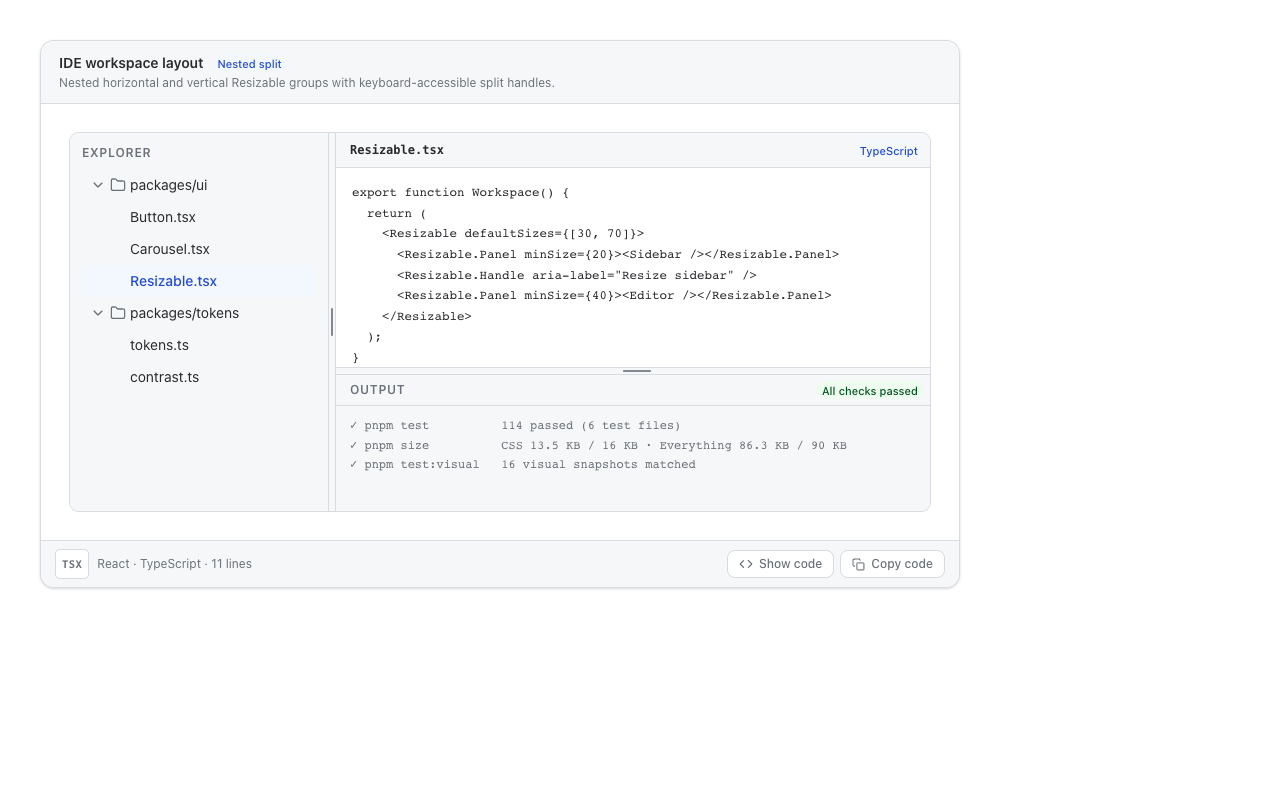 IDE workspace layout Nested split
Nested horizontal and vertical Resizable groups with keyboard-accessible split handles.
EXPLORER
packages/ui
Button.tsx
Carousel.tsx
Resizable.tsx
packages/tokens
tokens.ts
contrast.ts
Resizable.tsx TypeScript
export function Workspace() {
  return (
    <Resizable defaultSizes={[30, 70]}>
      <Resizable.Panel minSize={20}><Sidebar /></Resizable.Panel>
      <Resizable.Handle aria-label="Resize sidebar" />
      <Resizable.Panel minSize={40}><Editor /></Resizable.Panel>
    </Resizable>
  );
}
OUTPUT All checks passed
✓ pnpm test 114 passed (6 test files)
✓ pnpm size CSS 13.5 KB / 16 KB · Everything 86.3 KB / 90 KB
✓ pnpm test:visual 16 visual snapshots matched
TSX React · TypeScript · 11 lines Show code Copy code